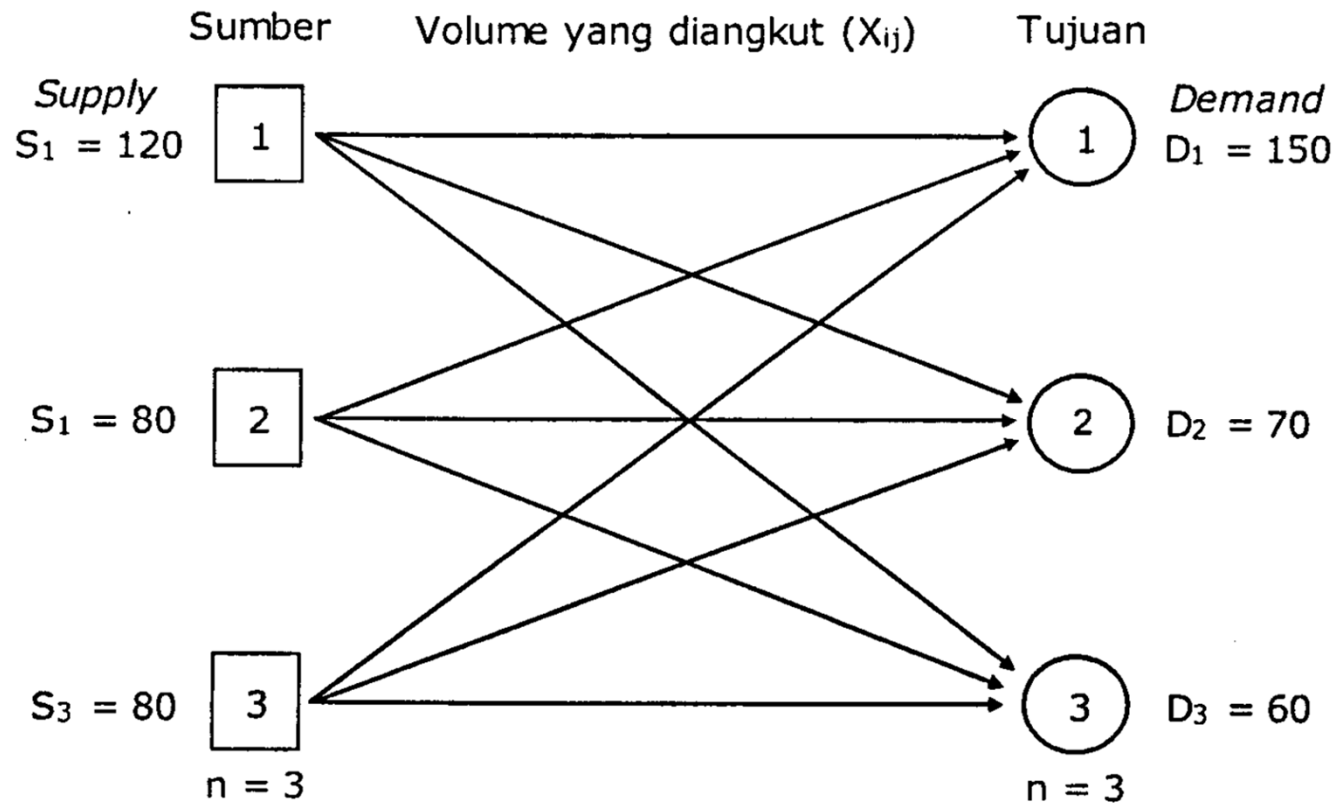 Sumber Volume yang diangkut (Xij) Tujuan
Supply
S1 = 120
1
1
Demand
D1 = 150
S1 = 80
2
2
D2 = 70
S3 = 80
3
3
D3 = 60
n = 3
n = 3